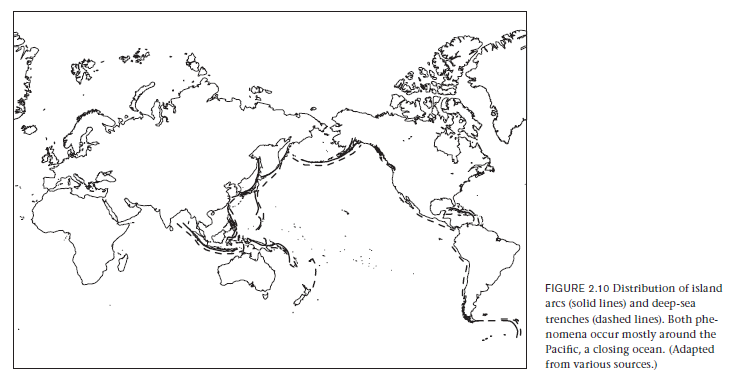 FIGURE 2.10 Distribution of island
arcs (solid lines) and deep-sea
trenches (dashed lines). Both phe-
nomena occur mostly around the
Pacific, a closing ocean. (Adapted
from various sources.)